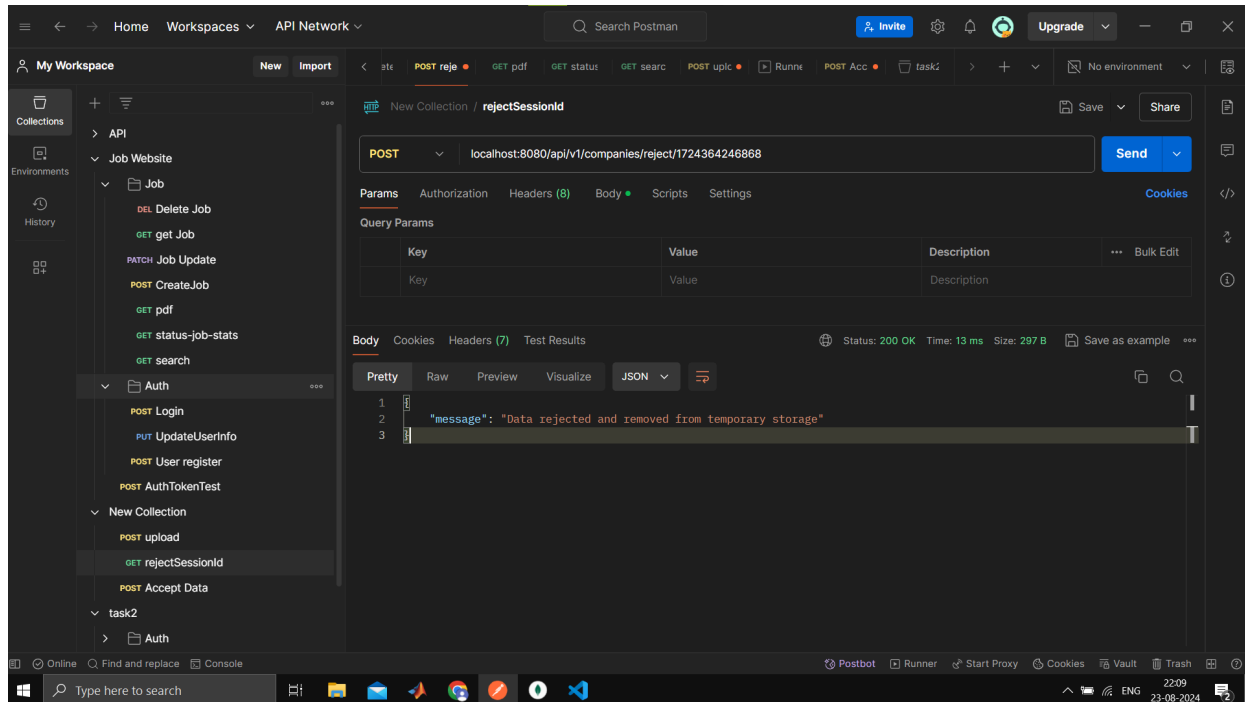 Home Workspaces API Network Search Postman Invite Upgrade
My Workspace New Import
POST reje GET pdf GET status GET searc POST uplc Runne POST Acc task2 No environment
Collections
Environments
History
API
Job Website
Job
DEL Delete Job
GET get Job
PATCH Job Update
POST CreateJob
GET pdf
GET status-job-stats
GET search
Auth
POST Login
PUT UpdateUserInfo
POST User register
POST AuthTokenTest
New Collection
POST upload
GET rejectSessionId
POST Accept Data
task2
Auth
HTTP New Collection / rejectSessionId Save Share
POST localhost:8080/api/v1/companies/reject/1724364246868 Send
Params Authorization Headers (8) Body Scripts Settings Cookies
Query Params
Key Value Description Bulk Edit
Key Value Description
Body Cookies Headers (7) Test Results Status: 200 OK Time: 13 ms Size: 297 B Save as example
Pretty Raw Preview Visualize JSON
1 {
2 "message": "Data rejected and removed from temporary storage"
3 }
Online Find and replace Console Postbot Runner Start Proxy Cookies Vault Trash
Type here to search ENG 22:09
23-08-2024 2